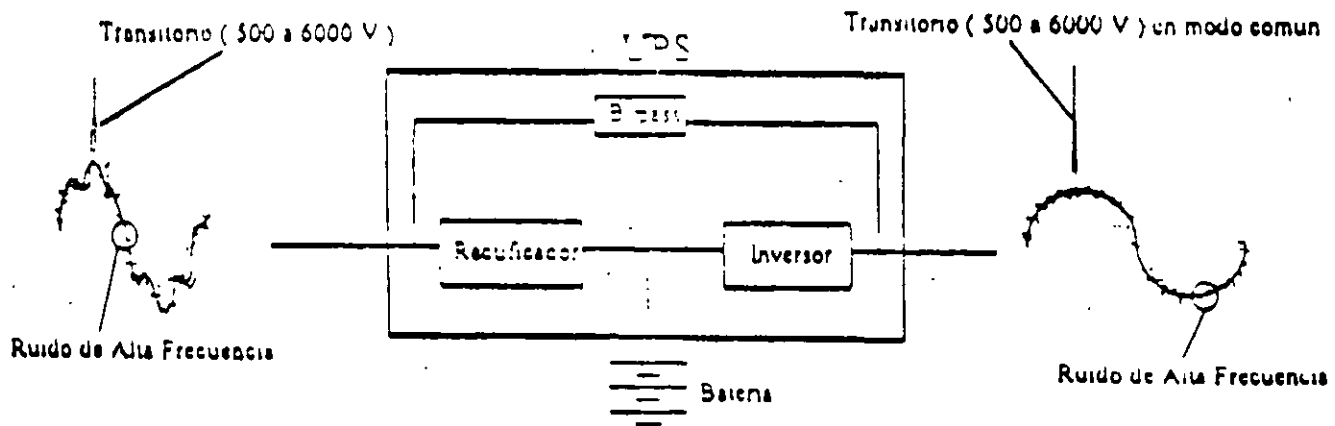 Transitorio ( 500 a 6000 V )
UPS
Transitorio ( 500 a 6000 V ) en modo comun
Bypass
Rectificador
Inversor
Ruido de Alta Frecuencia
Bateria
Ruido de Alta Frecuencia